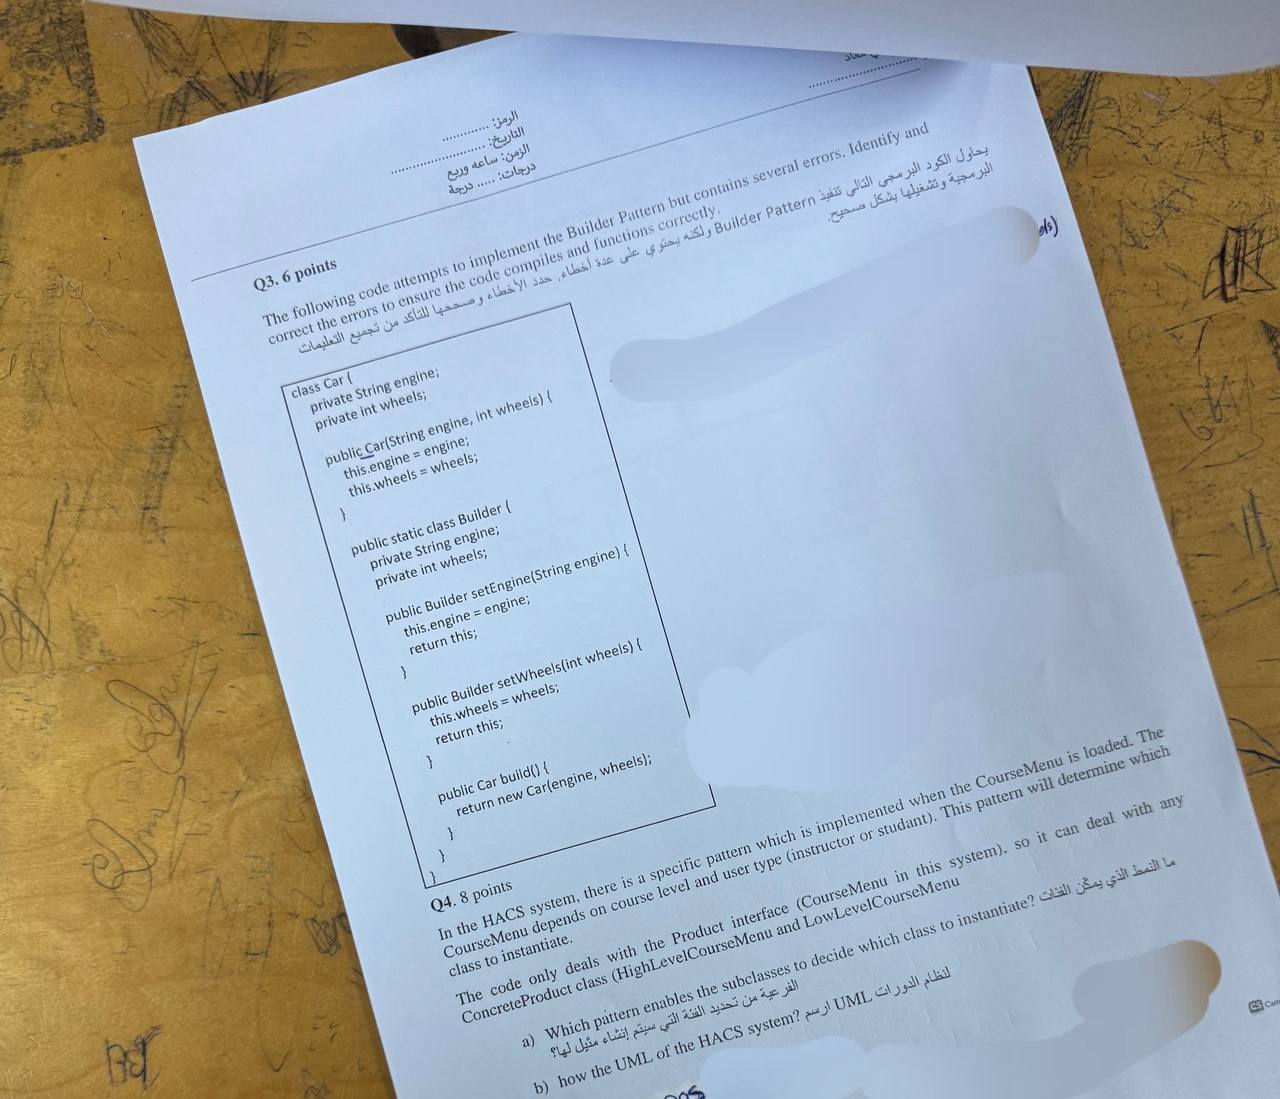 الرمز: ............
التاريخ: ......................
الزمن: ساعه وربع
درجات: ..... درجة
Q3. 6 points
The following code attempts to implement the Builder Pattern but contains several errors. Identify and
correct the errors to ensure the code compiles and functions correctly.
يحاول الكود البرمجي التالي تنفيذ Builder Pattern ولكنه يحتوي على عدة أخطاء. حدد الأخطاء وصححها للتأكد من تجميع التعليمات
البرمجية وتشغيلها بشكل صحيح.
class Car {
private String engine;
private int wheels;
public Car(String engine, int wheels) {
this.engine = engine;
this.wheels = wheels;
}
public static class Builder {
private String engine;
private int wheels;
public Builder setEngine(String engine) {
this.engine = engine;
return this;
}
public Builder setWheels(int wheels) {
this.wheels = wheels;
return this;
}
public Car build() {
return new Car(engine, wheels);
}
}
}
Q4. 8 points
In the HACS system, there is a specific pattern which is implemented when the CourseMenu is loaded. The
CourseMenu depends on course level and user type (instructor or studant). This pattern will determine which
class to instantiate.
The code only deals with the Product interface (CourseMenu in this system), so it can deal with any
ConcreteProduct class (HighLevelCourseMenu and LowLevelCourseMenu
a) Which pattern enables the subclasses to decide which class to instantiate? ما النمط الذي يمكّن الفئات
الفرعية من تحديد الفئة التي سيتم إنشاء مثيل لها؟
b) how the UML of the HACS system? ارسم UML لنظام الدورات